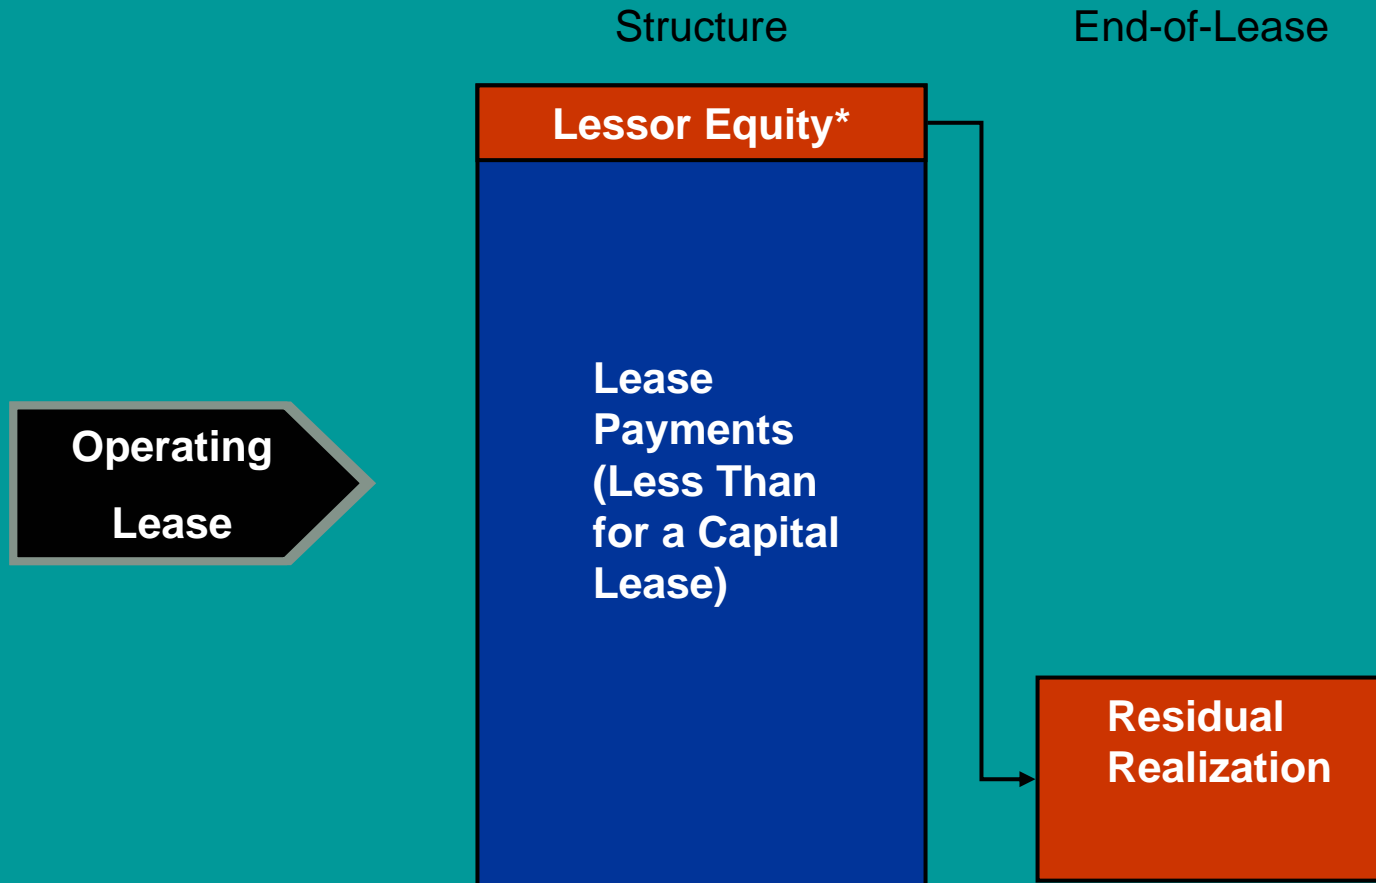 Structure
End-of-Lease
Lessor Equity*
Lease
Payments
(Less Than
for a Capital
Lease)
Operating
Lease
Residual
Realization